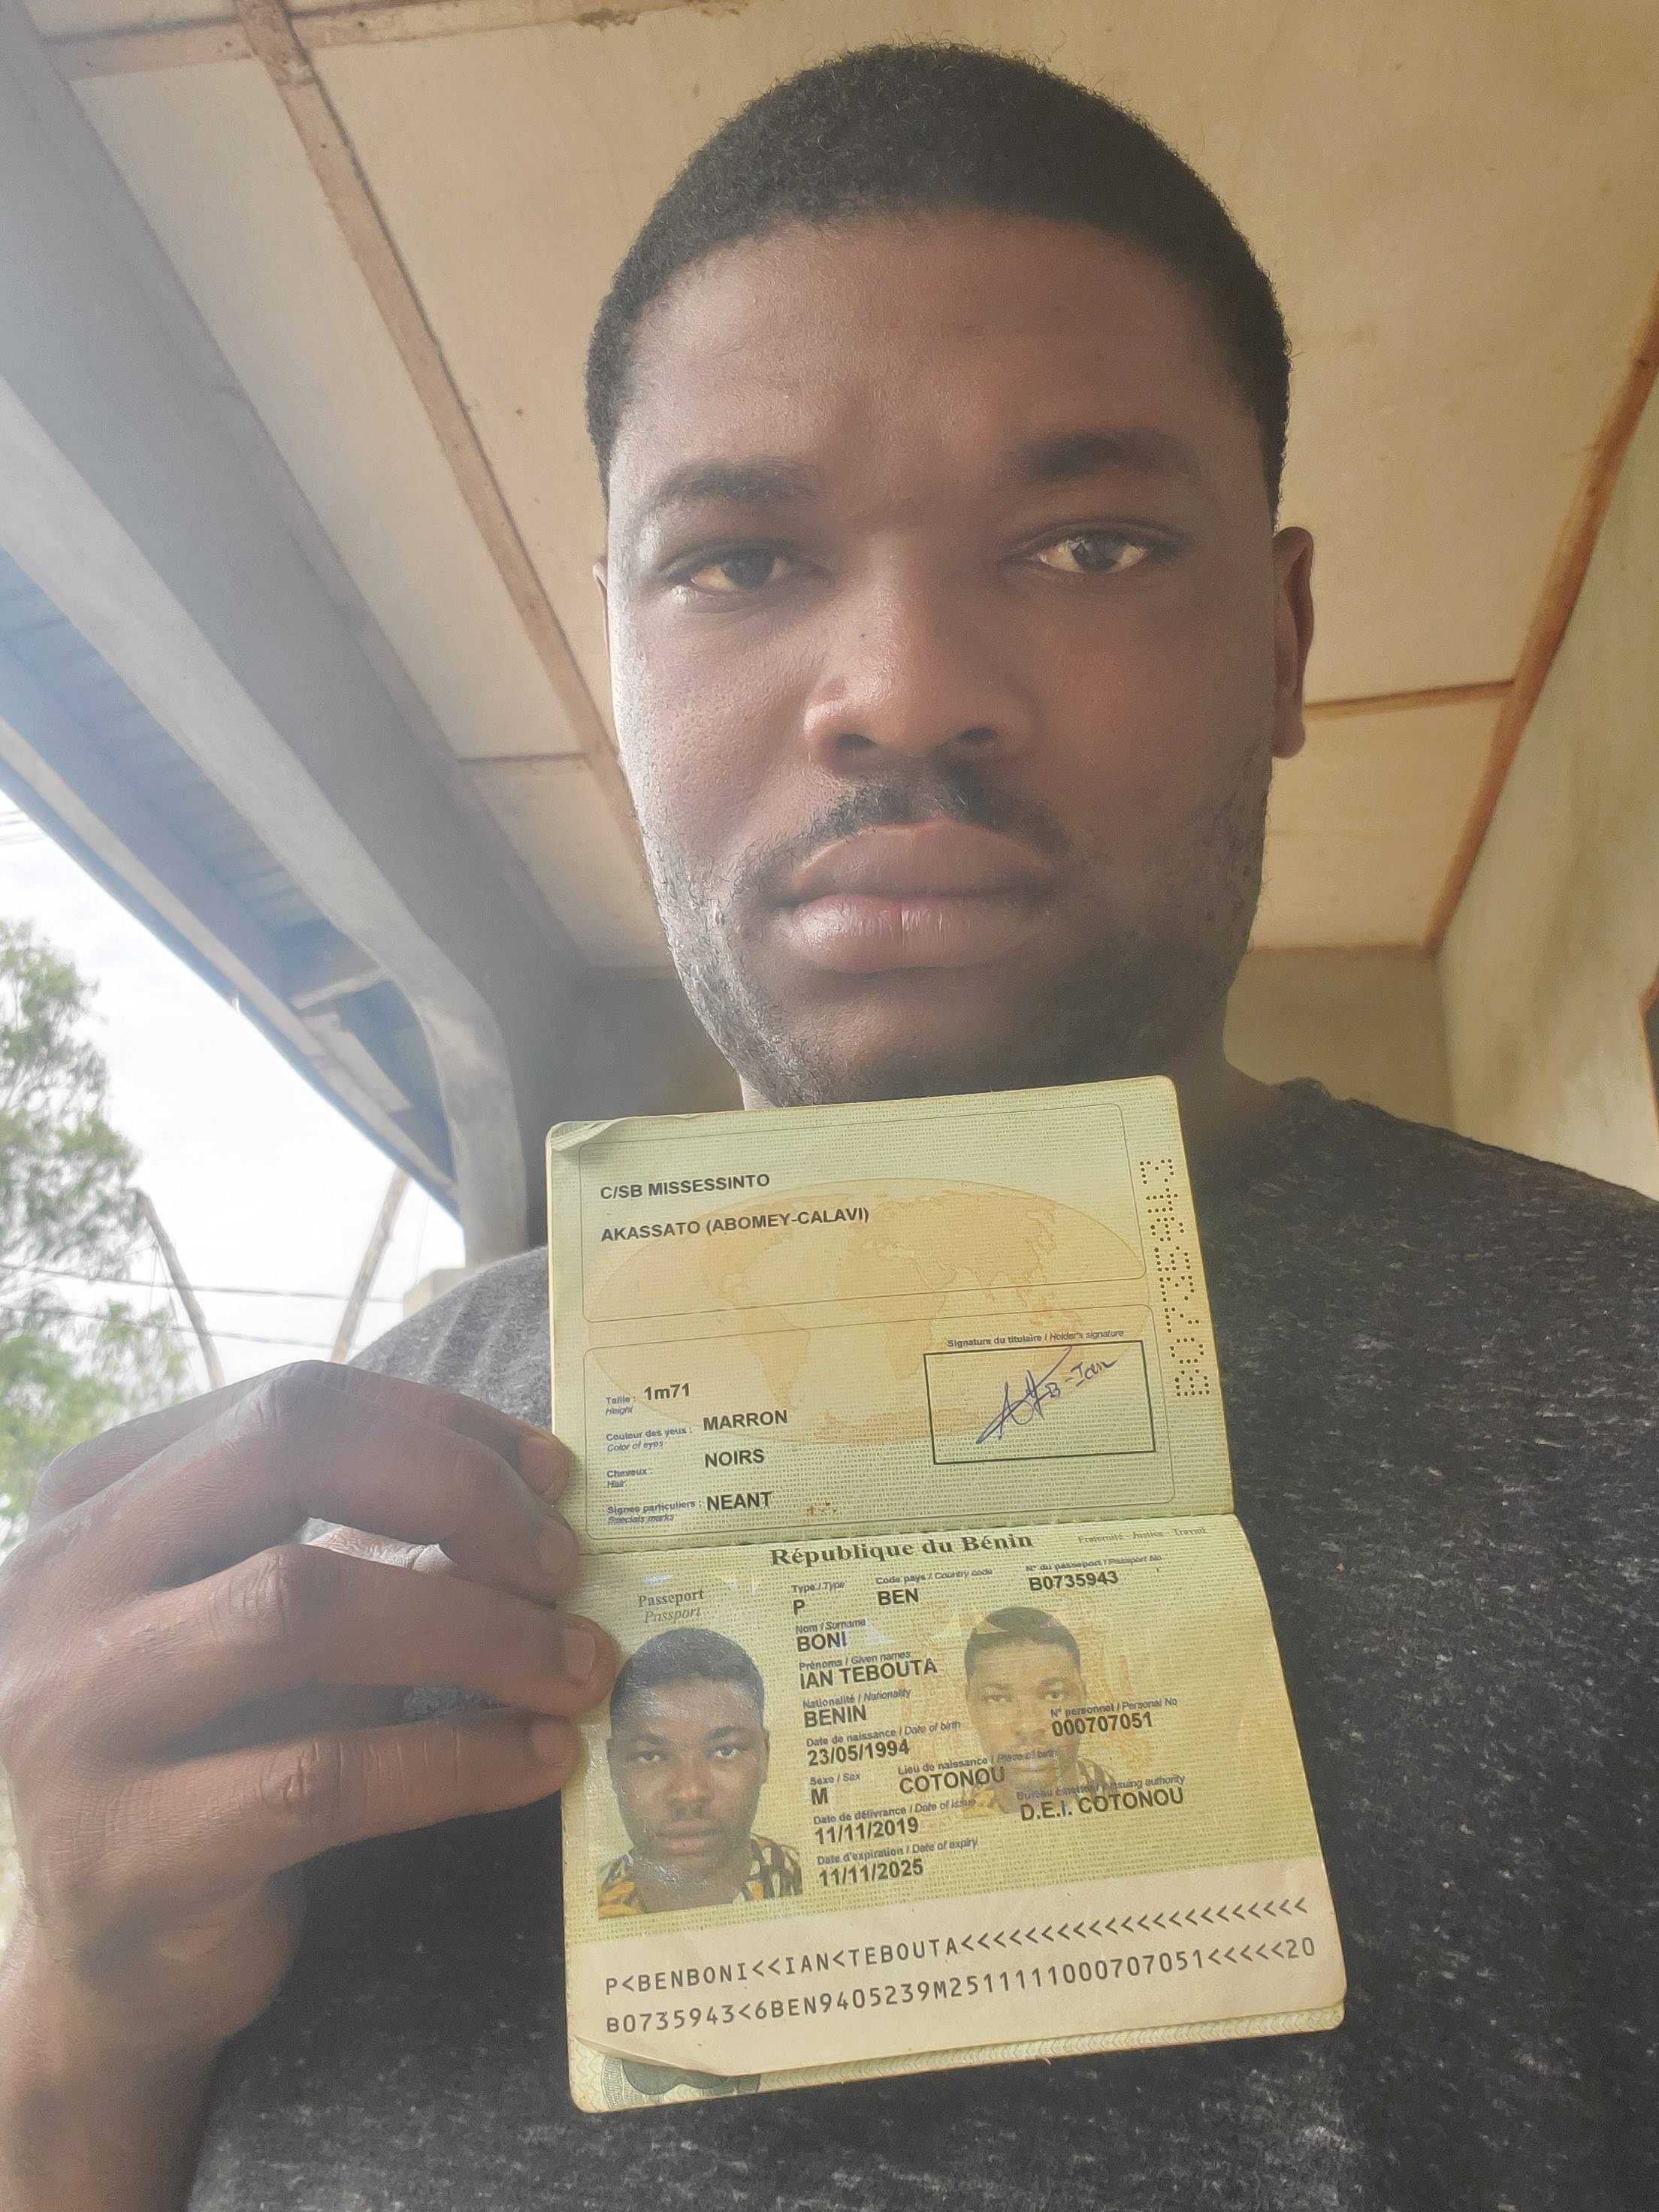 C/SB MISSESSINTO
AKASSATO (ABOMEY-CALAVI)
B0735943
Signature du titulaire / Holder's signature
B-Ian
Taille : 1m71
Height
Couleur des yeux : MARRON
Color of eyes
Cheveux : NOIRS
Hair
Signes particuliers : NEANT
Specials marks
République du Bénin
Fraternité - Justice - Travail
Passeport
Passport
Type / Type
P
Code pays / Country code
BEN
N° du passeport / Passport No
B0735943
Nom / Surname
BONI
Prénoms / Given names
IAN TEBOUTA
Nationalité / Nationality
BENIN
Date de naissance / Date of birth
23/05/1994
N° personnel / Personal No
000707051
Sexe / Sex
M
Lieu de naissance / Place of birth
COTONOU
Date de délivrance / Date of issue
11/11/2019
Bureau émetteur / Issuing authority
D.E.I. COTONOU
Date d'expiration / Date of expiry
11/11/2025
P<BENBONI<<IAN<TEBOUTA<<<<<<<<<<<<<<<<<<<<<<
B0735943<6BEN9405239M2511111000707051<<<<<20